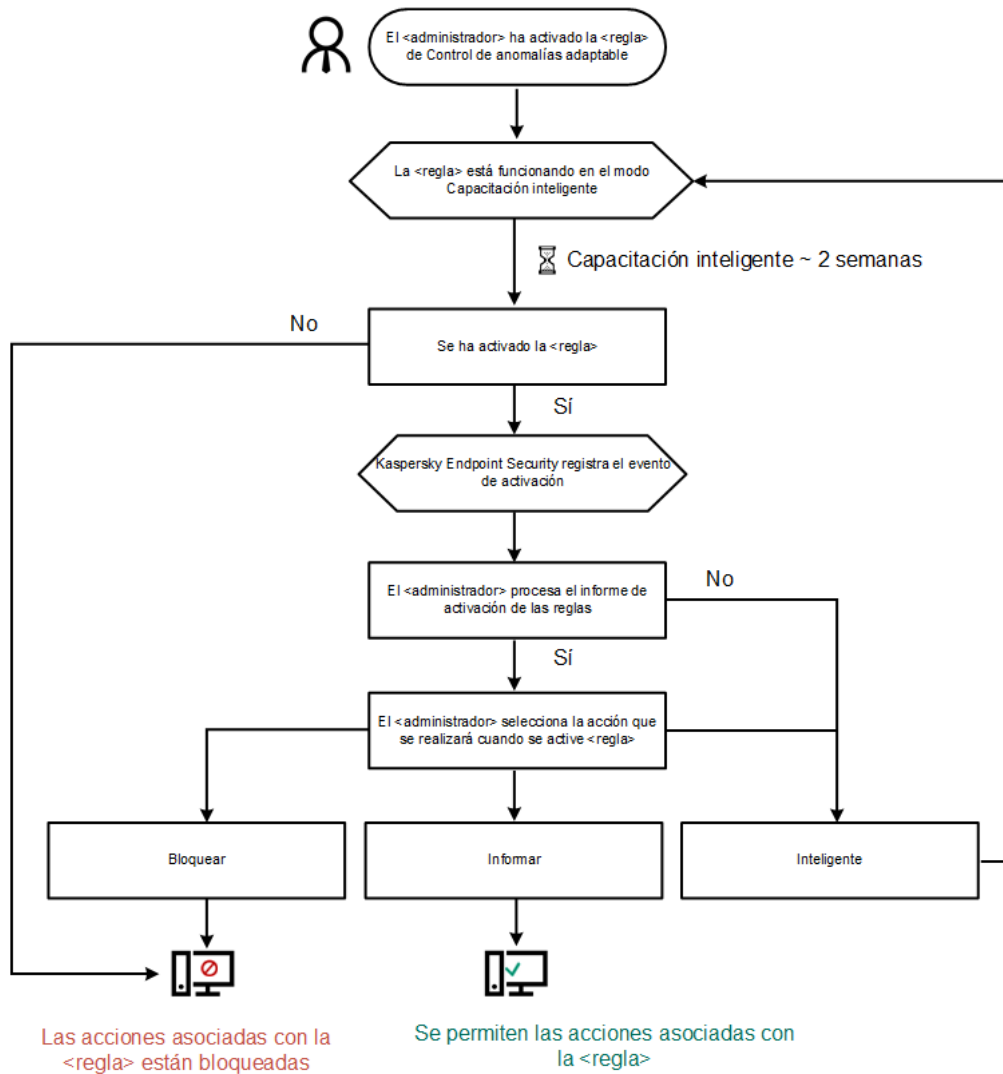 El <administrador> ha activado la <regla>
de Control de anomalías adaptable
La <regla> está funcionando en el modo
Capacitación inteligente
Capacitación inteligente ~ 2 semanas
No
Se ha activado la <regla>
Sí
Kaspersky Endpoint Security registra el evento
de activación
El <administrador> procesa el informe de
activación de las reglas
No
Sí
El <administrador> selecciona la acción que
se realizará cuando se active <regla>
Bloquear
Informar
Inteligente
Las acciones asociadas con la
<regla> están bloqueadas
Se permiten las acciones asociadas con
la <regla>